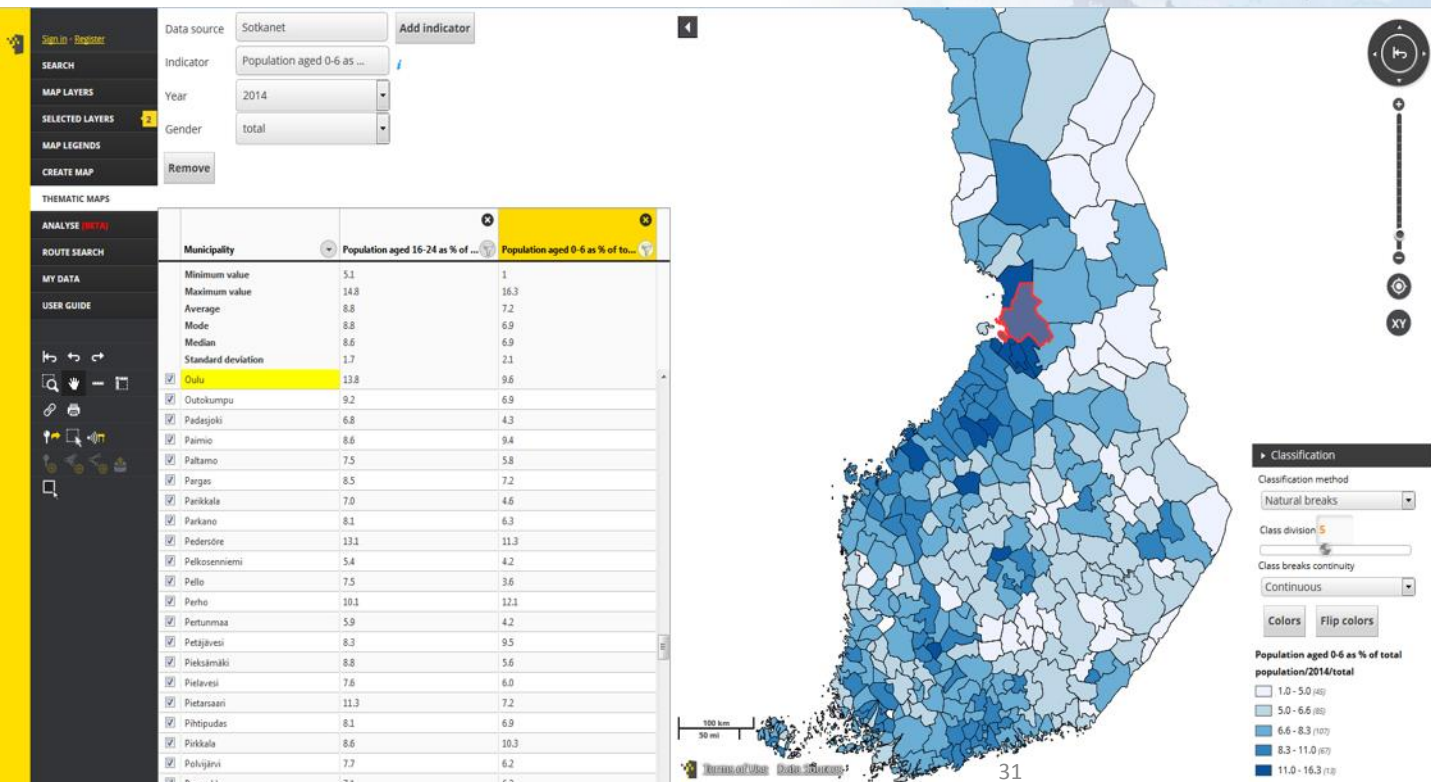 Sign in - Register
SEARCH
MAP LAYERS
SELECTED LAYERS 2
MAP LEGENDS
CREATE MAP
THEMATIC MAPS
ANALYSE (BETA)
ROUTE SEARCH
MY DATA
USER GUIDE
Data source Sotkanet Add indicator
Indicator Population aged 0-6 as ... i
Year 2014
Gender total
Remove
Municipality Population aged 16-24 as % of ... Population aged 0-6 as % of to...
Minimum value 5.1 1
Maximum value 14.8 16.3
Average 8.8 7.2
Mode 8.8 6.9
Median 8.6 6.9
Standard deviation 1.7 2.1
Oulu 13.8 9.6
Outokumpu 9.2 6.9
Padasjoki 6.8 4.3
Paimio 8.6 9.4
Paltamo 7.5 5.8
Pargas 8.5 7.2
Parikkala 7.0 4.6
Parkano 8.1 6.3
Pedersöre 13.1 11.3
Pelkosenniemi 5.4 4.2
Pello 7.5 3.6
Perho 10.1 12.1
Pertunmaa 5.9 4.2
Petäjävesi 8.3 9.5
Pieksämäki 8.8 5.6
Pielavesi 7.6 6.0
Pietarsaari 11.3 7.2
Pihtipudas 8.1 6.9
Pirkkala 8.6 10.3
Polvijärvi 7.7 6.2
XY
Classification
Classification method
Natural breaks
Class division 5
Class breaks continuity
Continuous
Colors Flip colors
Population aged 0-6 as % of total
population/2014/total
1.0 - 5.0 (45)
5.0 - 6.6 (85)
6.6 - 8.3 (107)
8.3 - 11.0 (67)
11.0 - 16.3 (13)
100 km
50 mi
Terms of Use Data Sources
31